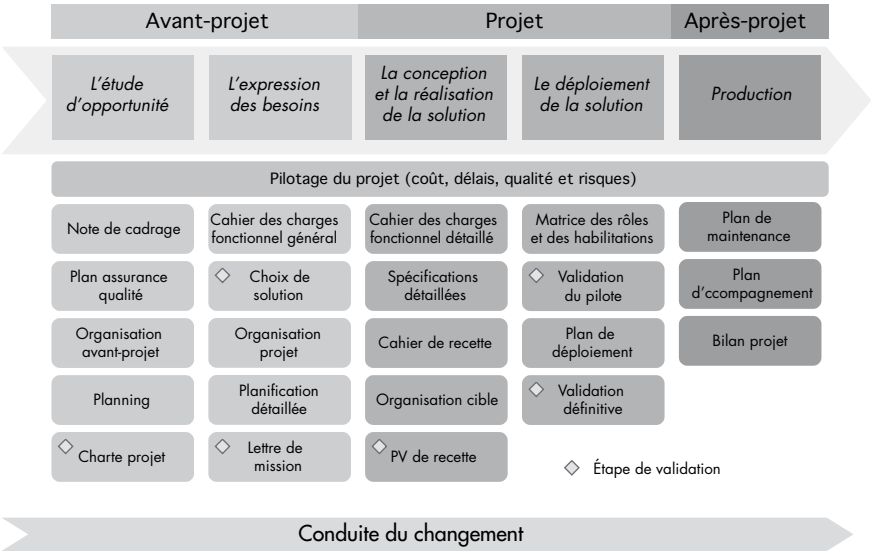 Avant-projet
Projet
Après-projet
L'étude
d'opportunité
L'expression
des besoins
La conception
et la réalisation
de la solution
Le déploiement
de la solution
Production
Pilotage du projet (coût, délais, qualité et risques)
Note de cadrage
Cahier des charges
fonctionnel général
Cahier des charges
fonctionnel détaillé
Matrice des rôles
et des habilitations
Plan de
maintenance
Plan assurance
qualité
Choix de
solution
Spécifications
détaillées
Validation
du pilote
Plan
d'ccompagnement
Organisation
avant-projet
Organisation
projet
Cahier de recette
Plan de
déploiement
Bilan projet
Planning
Planification
détaillée
Organisation cible
Validation
définitive
Charte projet
Lettre de
mission
PV de recette
Étape de validation
Conduite du changement